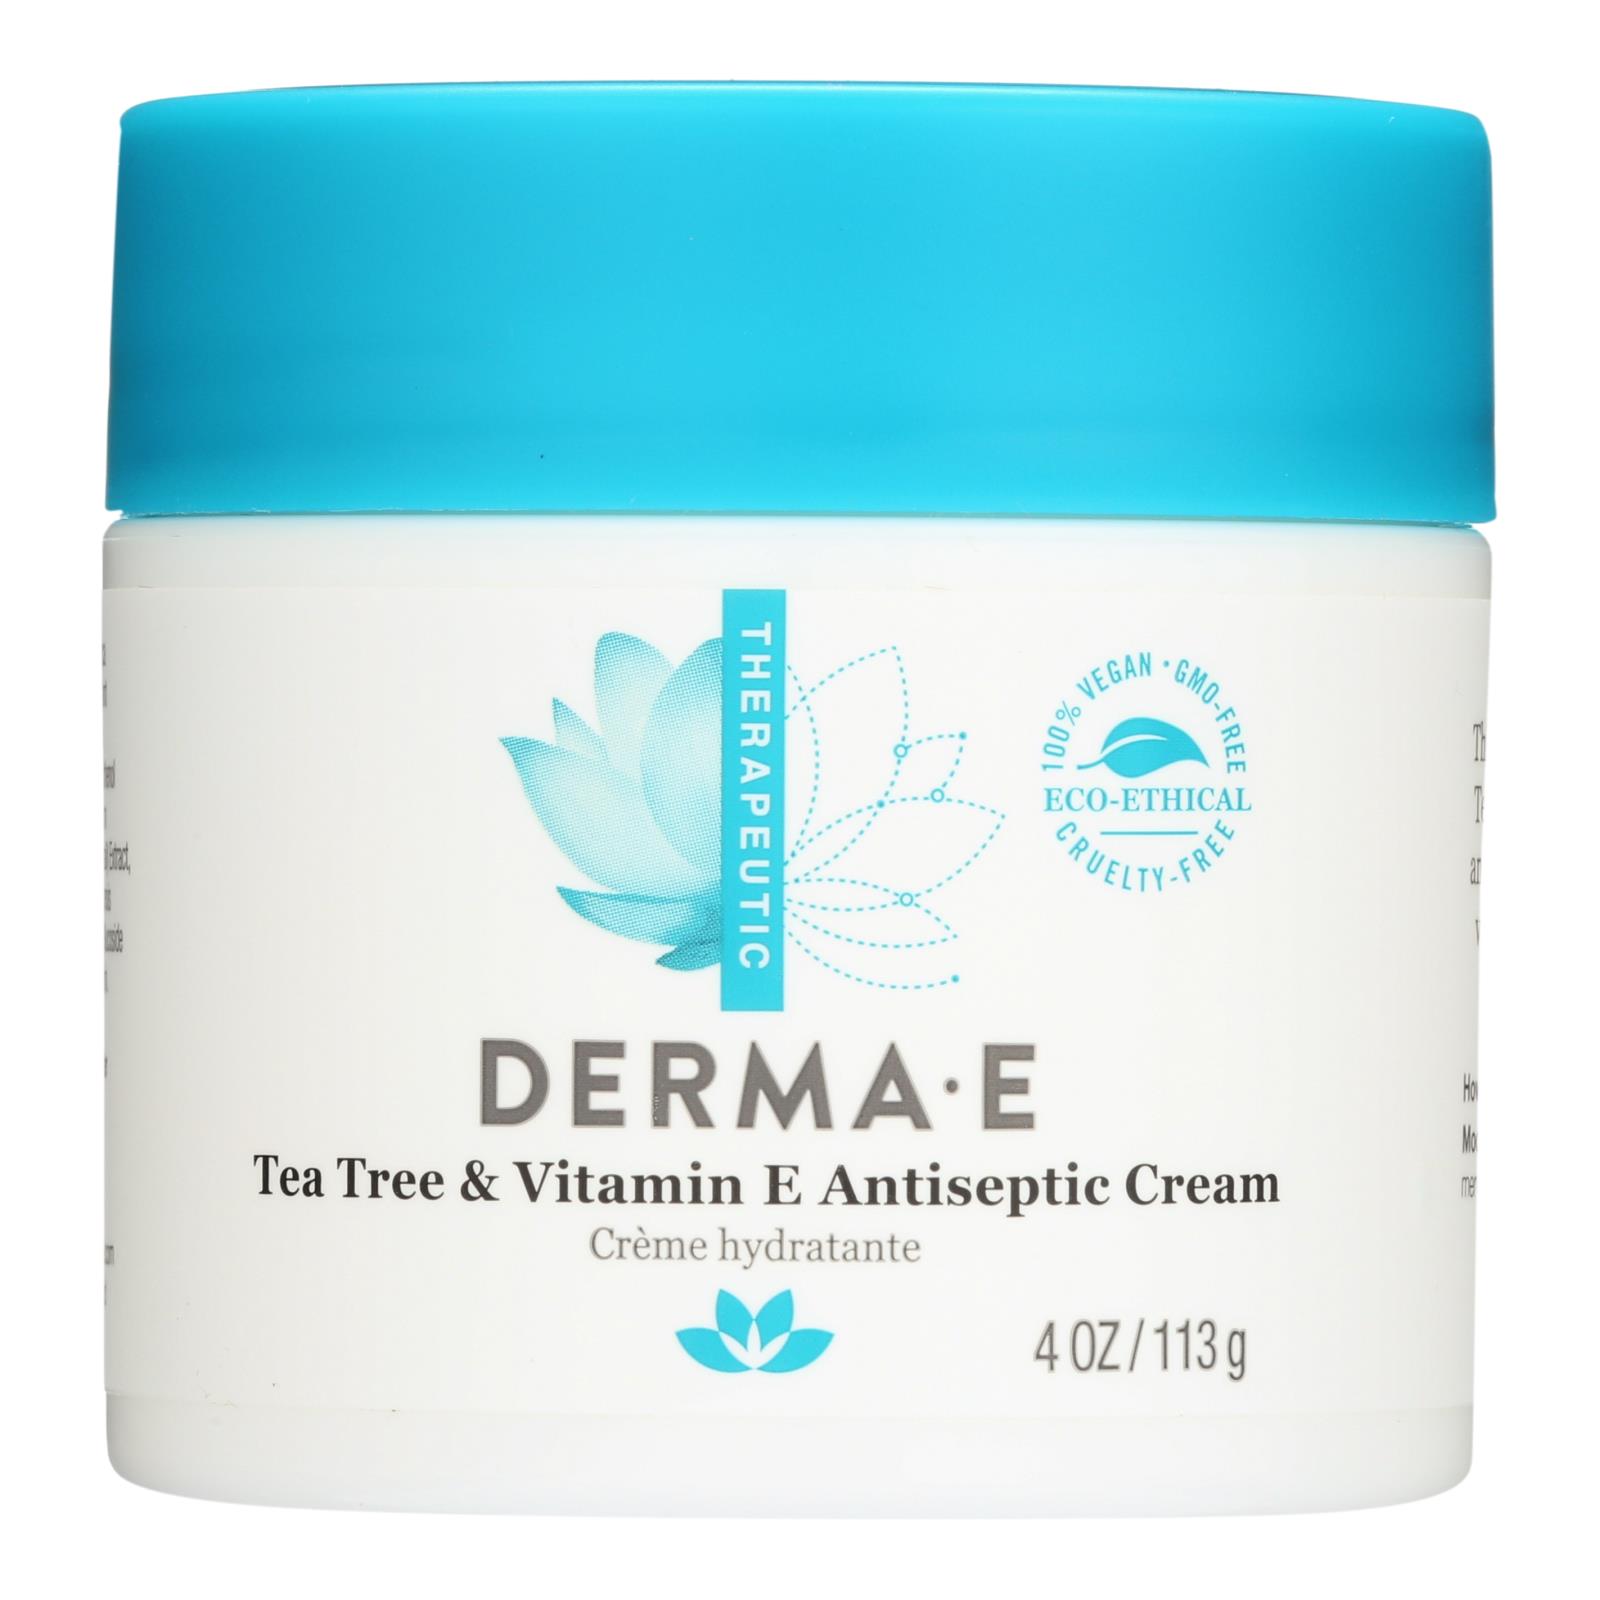 THERAPEUTIC
100% VEGAN • GMO-FREE
ECO-ETHICAL
CRUELTY-FREE
DERMA·E
Tea Tree & Vitamin E Antiseptic Cream
Crème hydratante
4 OZ / 113 g
Extract,